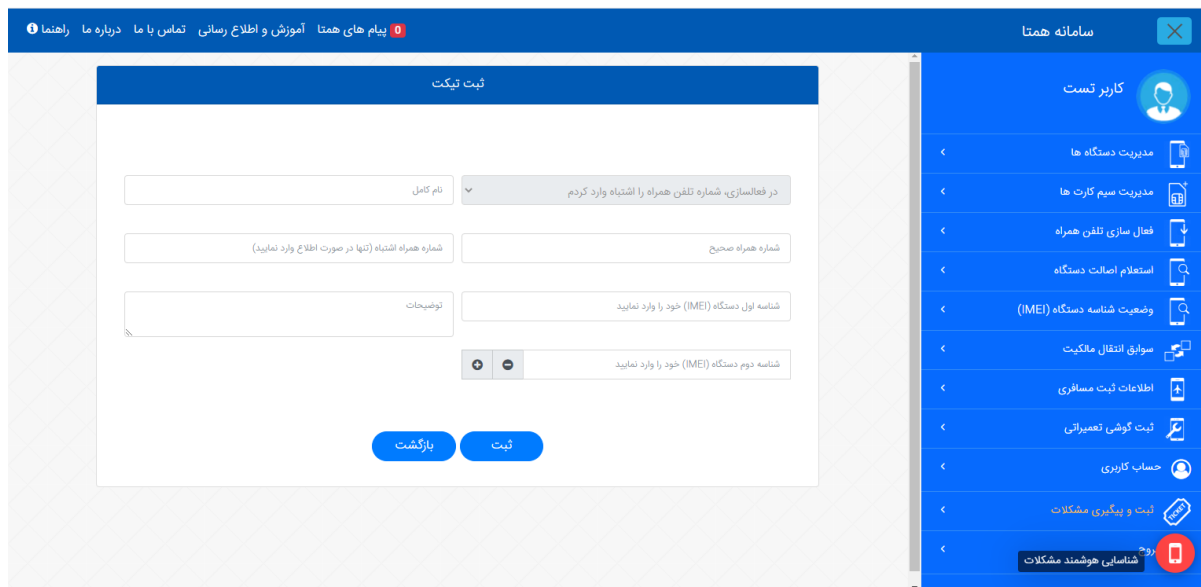 سامانه همتا
0 پیام های همتا آموزش و اطلاع رسانی تماس با ما درباره ما راهنما
کاربر تست
مدیریت دستگاه ها
مدیریت سیم کارت ها
فعال سازی تلفن همراه
استعلام اصالت دستگاه
وضعیت شناسه دستگاه (IMEI)
سوابق انتقال مالکیت
اطلاعات ثبت مسافری
ثبت گوشی تعمیراتی
حساب کاربری
TICKET
ثبت و پیگیری مشکلات
شناسایی هوشمند مشکلات
ثبت تیکت
در فعالسازی، شماره تلفن همراه را اشتباه وارد کردم
نام کامل
شماره همراه صحیح
شماره همراه اشتباه (تنها در صورت اطلاع وارد نمایید)
شناسه اول دستگاه (IMEI) خود را وارد نمایید
توضیحات
شناسه دوم دستگاه (IMEI) خود را وارد نمایید
ثبت
بازگشت